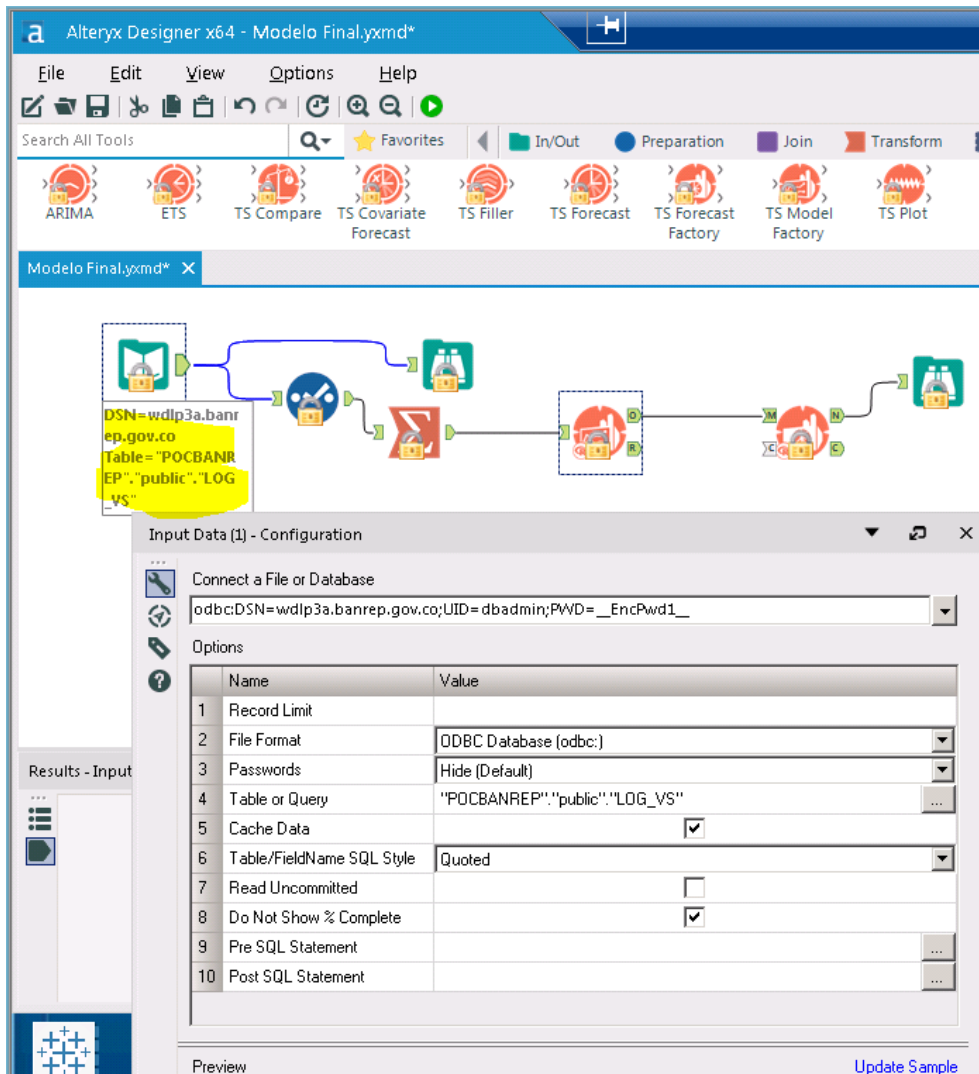 a Alteryx Designer x64 - Modelo Final.yxmd*
File Edit View Options Help
Search All Tools Favorites In/Out Preparation Join Transform
ARIMA ETS TS Compare TS Covariate Forecast TS Filler TS Forecast TS Forecast Factory TS Model Factory TS Plot
Modelo Final.yxmd*
DSN=wdlp3a.banr
ep.gov.co
Table="POCBANR
EP"."public"."LOG
_VS"
O
R
M
C
N
C
Input Data (1) - Configuration
Connect a File or Database
odbc:DSN=wdlp3a.banrep.gov.co;UID=dbadmin;PWD=__EncPwd1__
Options
Name Value
1 Record Limit
2 File Format ODBC Database (odbc:)
3 Passwords Hide (Default)
4 Table or Query "POCBANREP"."public"."LOG_VS" ...
5 Cache Data
6 Table/FieldName SQL Style Quoted
7 Read Uncommitted
8 Do Not Show % Complete
9 Pre SQL Statement ...
10 Post SQL Statement ...
Results - Input
Preview Update Sample